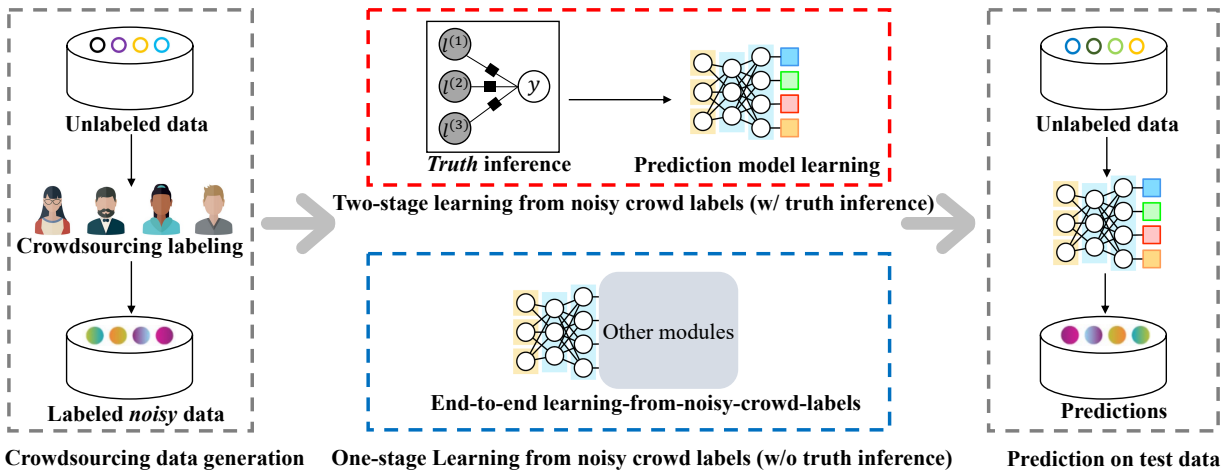 Unlabeled data
Crowdsourcing labeling
Labeled noisy data
Crowdsourcing data generation
l⁽¹⁾
l⁽²⁾
l⁽³⁾
y
Truth inference
Prediction model learning
Two-stage learning from noisy crowd labels (w/ truth inference)
Other modules
End-to-end learning-from-noisy-crowd-labels
One-stage Learning from noisy crowd labels (w/o truth inference)
Unlabeled data
Predictions
Prediction on test data